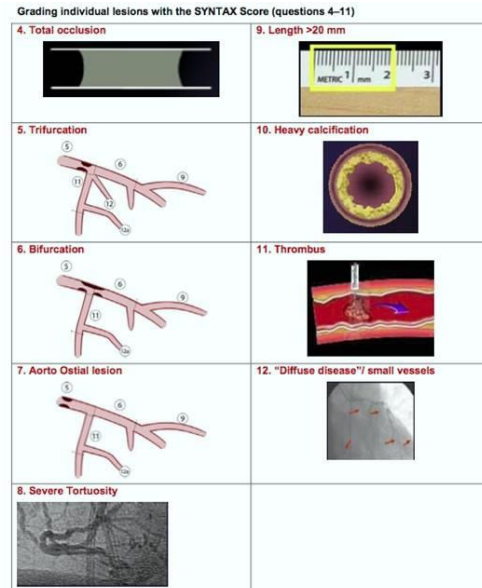 Grading individual lesions with the SYNTAX Score (questions 4–11)
4. Total occlusion
9. Length >20 mm
METRIC 1 mm 2 3
5. Trifurcation
5
6
9
11
12
12a
10. Heavy calcification
6. Bifurcation
5
6
9
11
12a
11. Thrombus
7. Aorto Ostial lesion
5
6
9
11
12a
12. "Diffuse disease"/ small vessels
8. Severe Tortuosity